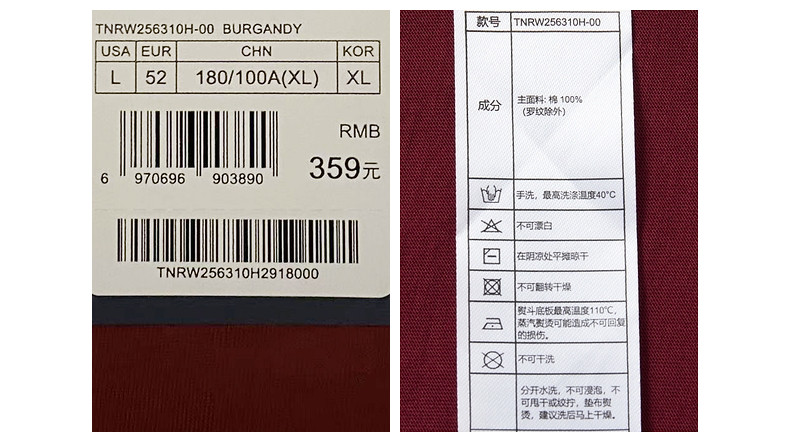 TNRW256310H-00 BURGANDY
USA EUR CHN KOR
L 52 180/100A(XL) XL
RMB
359元
6 970696 903890
TNRW256310H2918000
款号 TNRW256310H-00
成分
主面料: 棉 100%
(罗纹除外)
手洗，最高洗涤温度40°C
不可漂白
在阴凉处平摊晾干
不可翻转干燥
熨斗底板最高温度110°C，
蒸汽熨烫可能造成不可回复
的损伤。
不可干洗
分开水洗，不可浸泡，不
可甩干或绞拧，垫布熨
烫，建议洗后马上干燥。